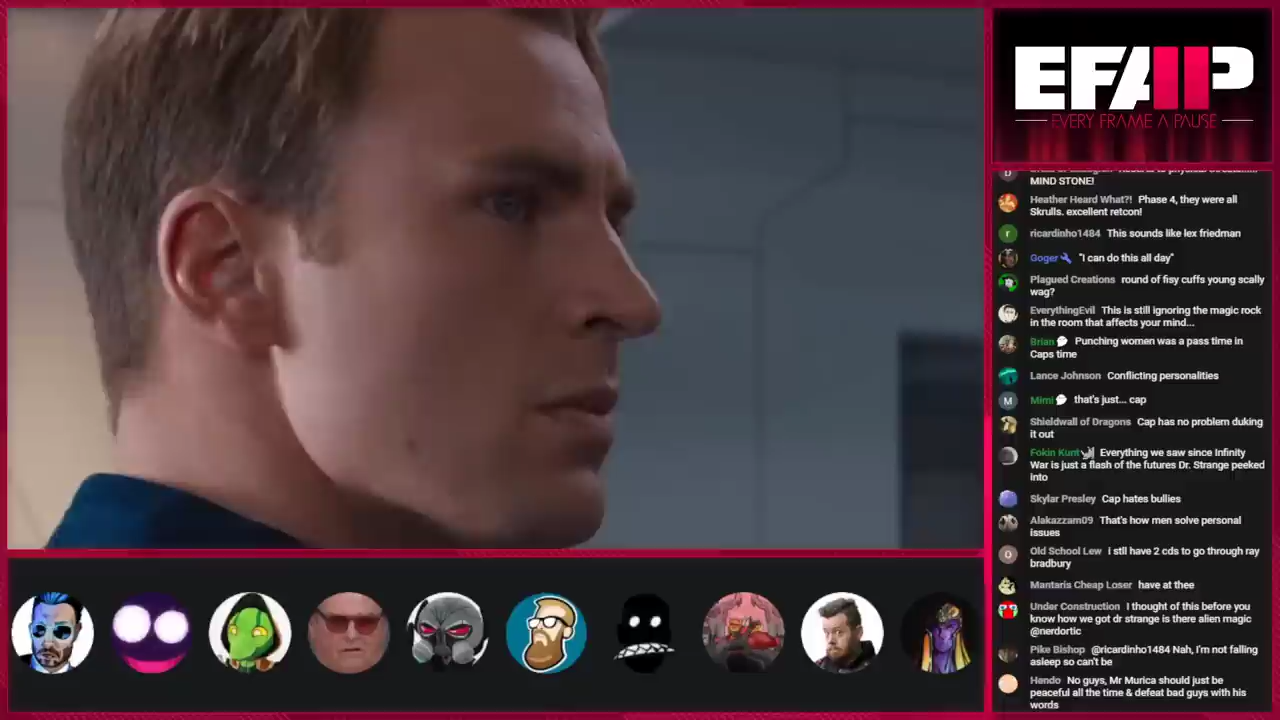 EFAP
EVERY FRAME A PAUSE
MIND STONE!
Heather Heard What?! Phase 4, they were all
Skrulls. excellent retcon!
ricardinho1484 This sounds like lex friedman
Goger "I can do this all day"
Plagued Creations round of fisy cuffs young scally
wag?
EverythingEvil This is still ignoring the magic rock
in the room that affects your mind...
Brian Punching women was a pass time in
Caps time
Lance Johnson Conflicting personalities
M Mimi that's just... cap
Shieldwall of Dragons Cap has no problem duking
it out
Fokin Kunt Everything we saw since Infinity
War is just a flash of the futures Dr. Strange peeked
into
Skylar Presley Cap hates bullies
Alakazzam09 That's how men solve personal
issues
O Old School Lew i stll have 2 cds to go through ray
bradbury
Mantaris Cheap Loser have at thee
Under Construction I thought of this before you
know how we got dr strange is there alien magic
@nerdortic
Pike Bishop @ricardinho1484 Nah, I'm not falling
asleep so can't be
Hendo No guys, Mr Murica should just be
peaceful all the time & defeat bad guys with his
words